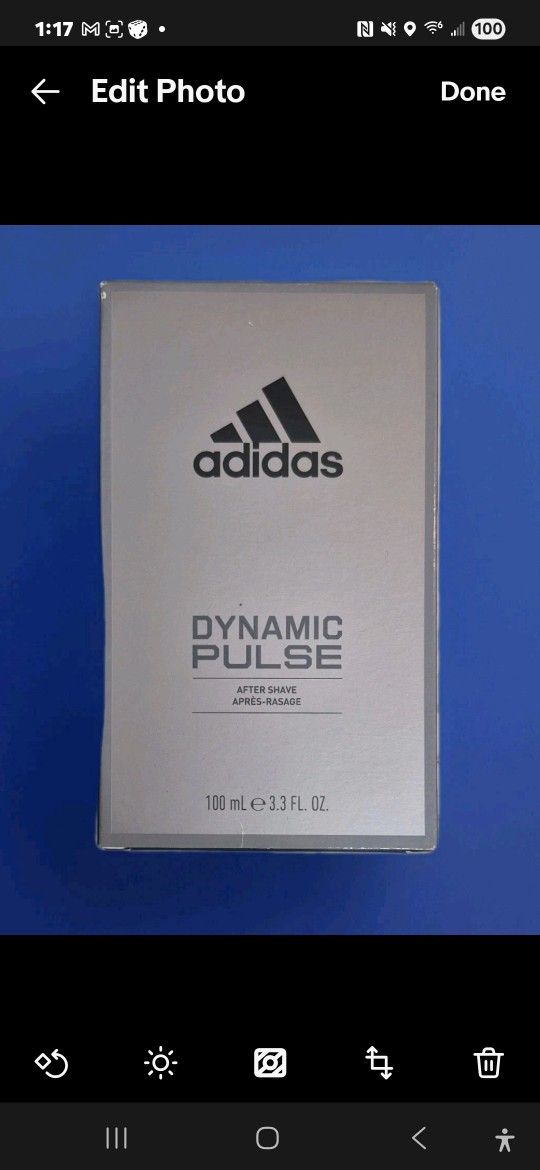 1:17
100
Edit Photo
Done
adidas
DYNAMIC
PULSE
AFTER SHAVE
APRÈS-RASAGE
100 mL ℮ 3.3 FL. OZ.